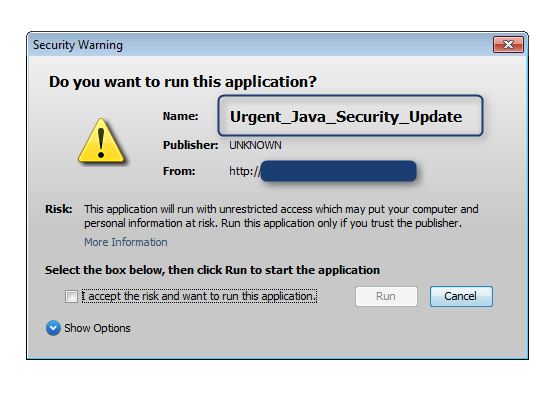 Security Warning
Do you want to run this application?
Name: Urgent_Java_Security_Update
Publisher: UNKNOWN
From: http://
Risk: This application will run with unrestricted access which may put your computer and
personal information at risk. Run this application only if you trust the publisher.
More Information
Select the box below, then click Run to start the application
I accept the risk and want to run this application. Run Cancel
Show Options